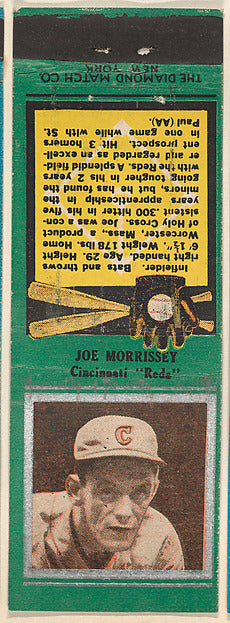 THE DIAMOND MATCH CO.
NEW YORK
Infielder. Bats and throws
right handed. Age 29. Height
6' 1½". Weight 178 lbs. Home
Worcester, Mass., product
of Holy Cross. Joe was a con-
sistent .300 hitter in his five
years apprenticeship in the
minors, but has found the
going tougher in his 2 years
with the Reds. A splendid field-
er and regarded as an excell-
ent prospect. Hit 3 homers
in one game while with St.
Paul (AA).
JOE MORRISSEY
Cincinnati "Reds"
C